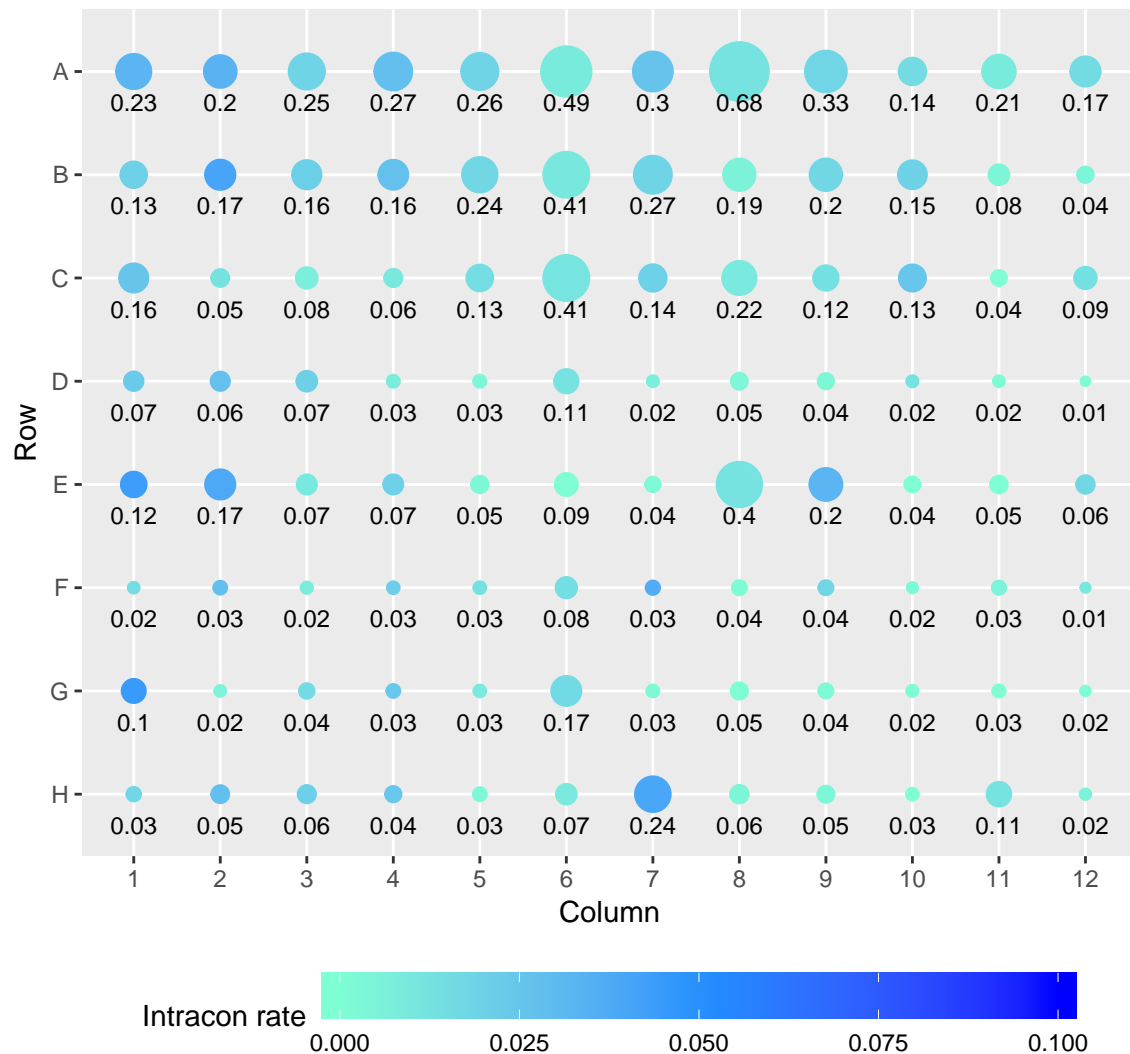 A
0.23 0.2 0.25 0.27 0.26 0.49 0.3 0.68 0.33 0.14 0.21 0.17
B
0.13 0.17 0.16 0.16 0.24 0.41 0.27 0.19 0.2 0.15 0.08 0.04
C
0.16 0.05 0.08 0.06 0.13 0.41 0.14 0.22 0.12 0.13 0.04 0.09
D
0.07 0.06 0.07 0.03 0.03 0.11 0.02 0.05 0.04 0.02 0.02 0.01
Row
E
0.12 0.17 0.07 0.07 0.05 0.09 0.04 0.4 0.2 0.04 0.05 0.06
F
0.02 0.03 0.02 0.03 0.03 0.08 0.03 0.04 0.04 0.02 0.03 0.01
G
0.1 0.02 0.04 0.03 0.03 0.17 0.03 0.05 0.04 0.02 0.03 0.02
H
0.03 0.05 0.06 0.04 0.03 0.07 0.24 0.06 0.05 0.03 0.11 0.02
1 2 3 4 5 6 7 8 9 10 11 12
Column
Intracon rate
0.000 0.025 0.050 0.075 0.100